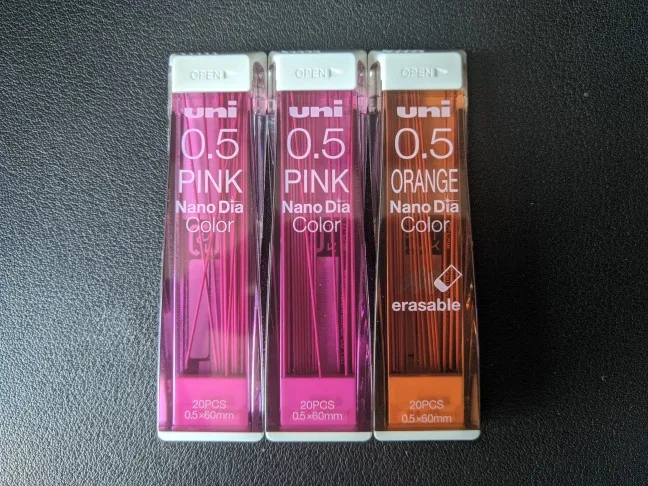 OPEN
uni
0.5
PINK
Nano Dia
Color
20PCS
0.5×60mm
OPEN
uni
0.5
PINK
Nano Dia
Color
20PCS
0.5×60mm
OPEN
uni
0.5
ORANGE
Nano Dia
Color
erasable
20PCS
0.5×60mm